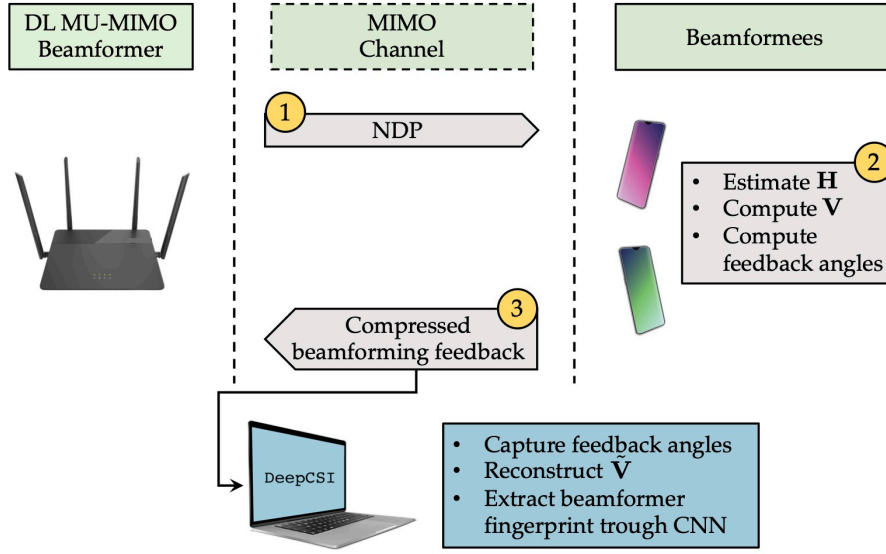 DL MU-MIMO
Beamformer
MIMO
Channel
Beamformees
1
NDP
2
• Estimate H
• Compute V
• Compute
feedback angles
3
Compressed
beamforming feedback
DeepCSI
• Capture feedback angles
• Reconstruct Ṽ
• Extract beamformer
fingerprint trough CNN